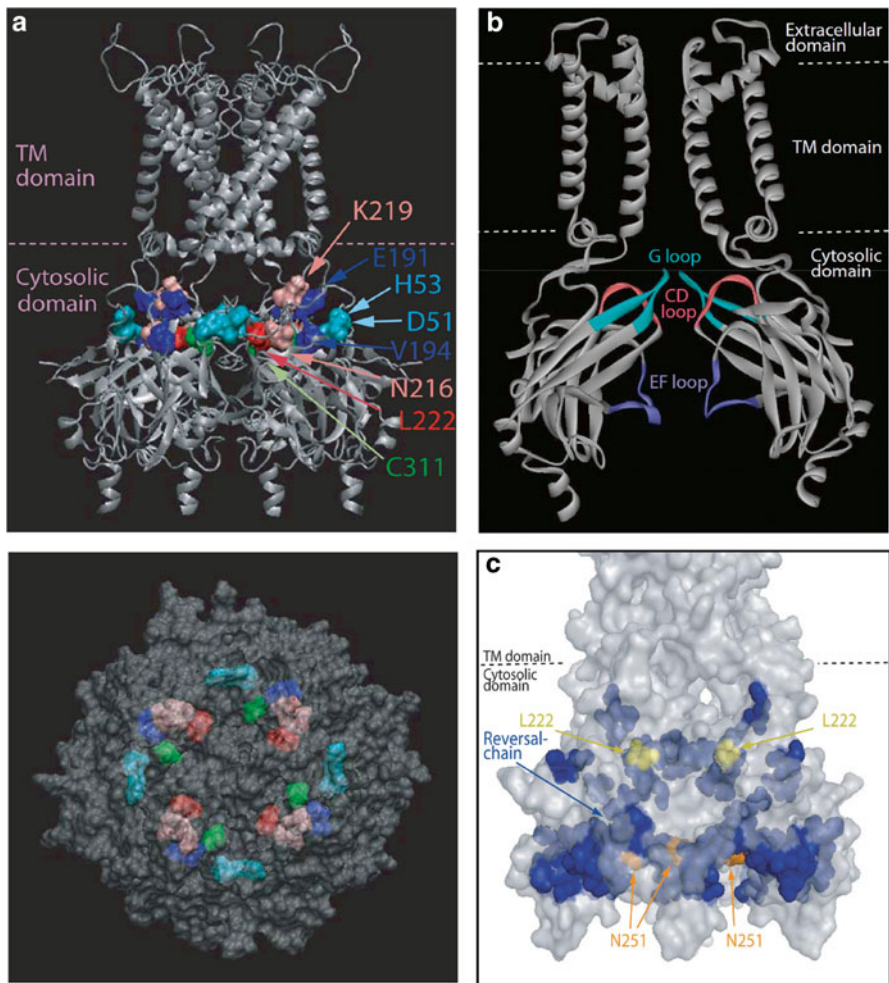 a
TM
domain
Cytosolic
domain
K219
E191
H53
D51
V194
N216
L222
C311
b
Extracellular
domain
TM domain
Cytosolic
domain
G loop
CD
loop
EF loop
c
TM domain
Cytosolic
domain
L222
L222
Reversal-
chain
N251
N251